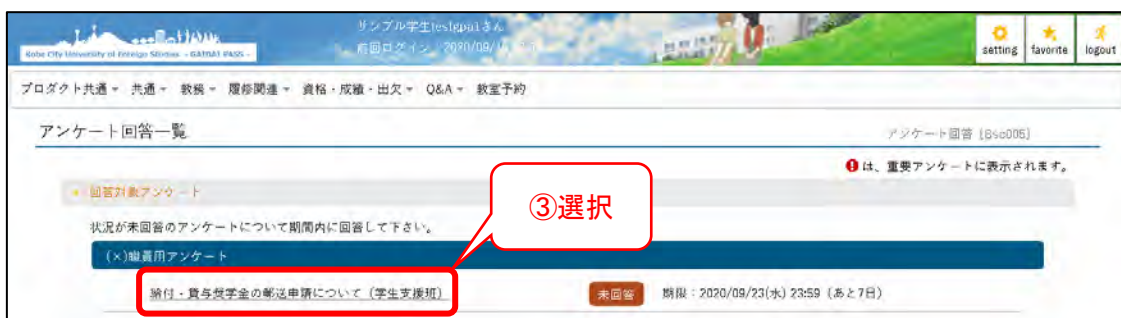 サンプル学生testgpa1さん
前回ログイン 2020/09/
Kobe City University of Foreign Studies - GAIDAI PASS -
setting favorite logout
プロダクト共通 共通 教務 履修関連 資格・成績・出欠 Q&A 教室予約
アンケート回答一覧
アンケート回答 [Bso005]
は、重要アンケートに表示されます。
回答対象アンケート
③選択
状況が未回答のアンケートについて期間内に回答して下さい。
(×)職員用アンケート
給付・貸与奨学金の郵送申請について(学生支援班)
未回答 期限:2020/09/23(水) 23:59 (あと7日)